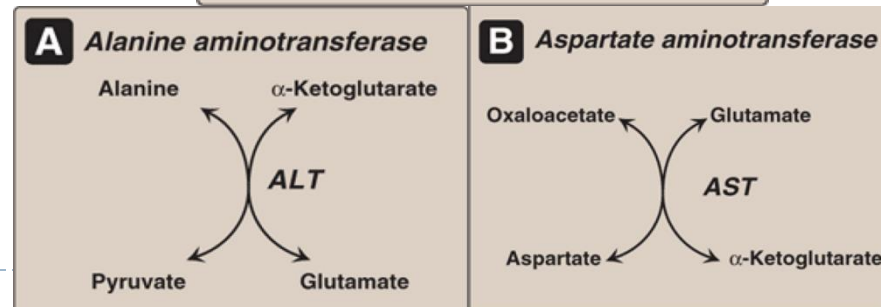 A Alanine aminotransferase
Alanine α-Ketoglutarate
ALT
Pyruvate Glutamate
B Aspartate aminotransferase
Oxaloacetate Glutamate
AST
Aspartate α-Ketoglutarate